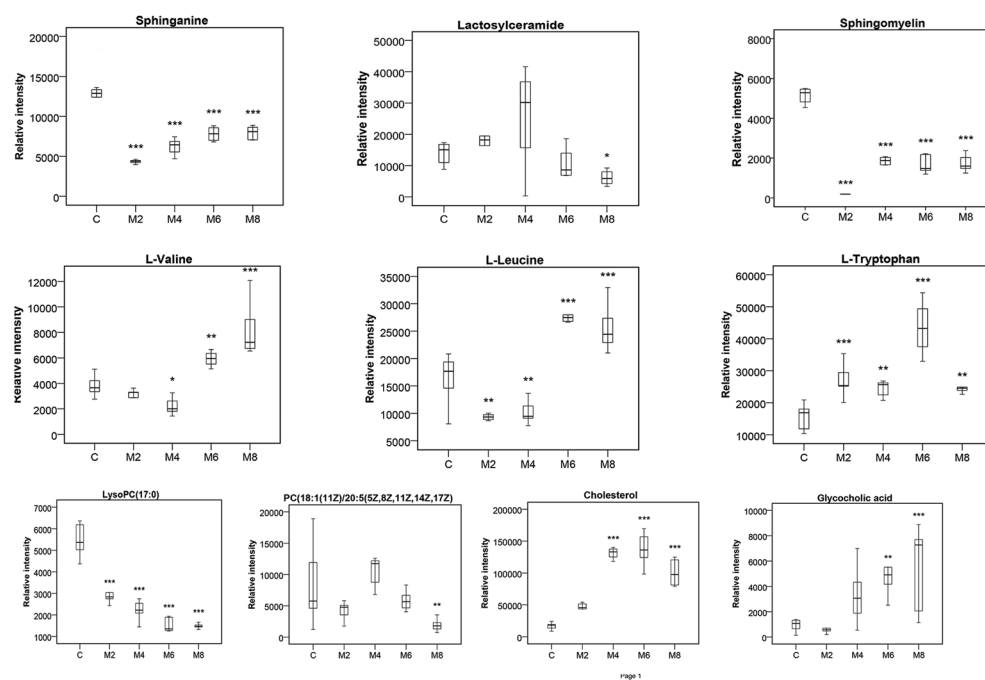 Sphinganine
Relative intensity
20000
15000
10000
5000
0
***
***
***
***
C M2 M4 M6 M8
Lactosylceramide
Relative intensity
50000
40000
30000
20000
10000
0
*
C M2 M4 M6 M8
Sphingomyelin
Relative intensity
8000
6000
4000
2000
0
***
***
***
***
C M2 M4 M6 M8
L-Valine
Relative intensity
12000
10000
8000
6000
4000
2000
0
*
**
***
C M2 M4 M6 M8
L-Leucine
Relative intensity
35000
30000
25000
20000
15000
10000
5000
**
**
***
***
C M2 M4 M6 M8
L-Tryptophan
Relative intensity
60000
50000
40000
30000
20000
10000
***
**
***
**
C M2 M4 M6 M8
LysoPC(17:0)
Relative intensity
7000
6000
5000
4000
3000
2000
1000
***
***
***
***
C M2 M4 M6 M8
PC(18:1(11Z)/20:5(5Z,8Z,11Z,14Z,17Z)
Relative intensity
20000
15000
10000
5000
0
**
C M2 M4 M6 M8
Cholesterol
Relative intensity
200000
150000
100000
50000
0
***
***
***
C M2 M4 M6 M8
Glycocholic acid
Relative intensity
10000
8000
6000
4000
2000
0
**
***
C M2 M4 M6 M8
Page 1